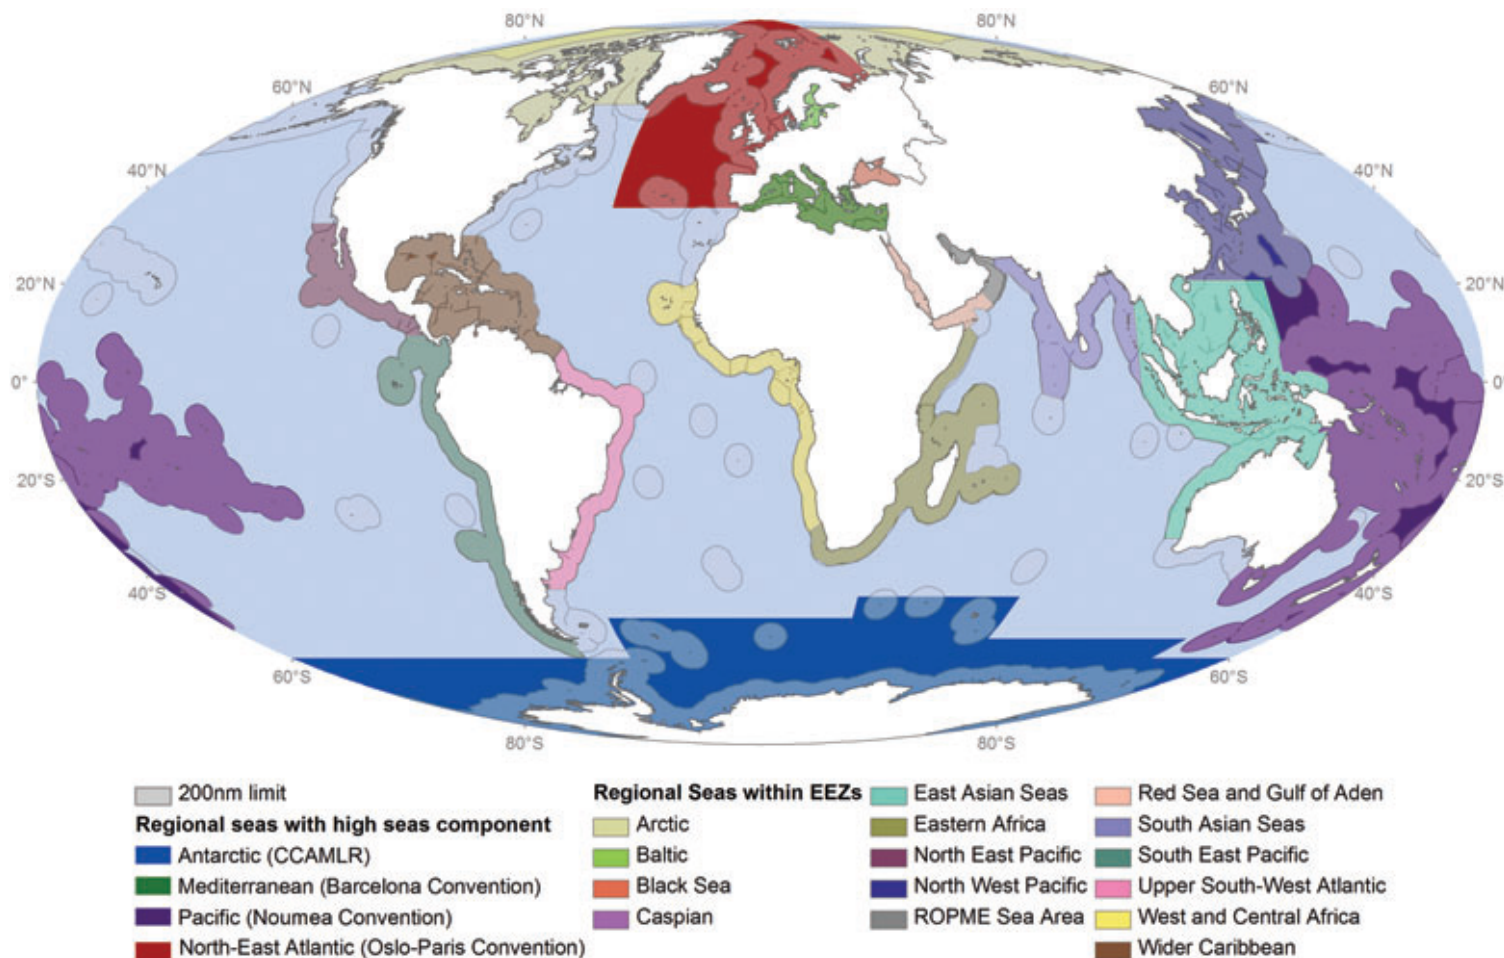 80°N 80°N
60°N 60°N
40°N 40°N
20°N 20°N
0° 0°
20°S 20°S
40°S 40°S
60°S 60°S
80°S 80°S
200nm limit
Regional seas with high seas component
Antarctic (CCAMLR)
Mediterranean (Barcelona Convention)
Pacific (Noumea Convention)
North-East Atlantic (Oslo-Paris Convention)
Regional Seas within EEZs
Arctic
Baltic
Black Sea
Caspian
East Asian Seas
Eastern Africa
North East Pacific
North West Pacific
ROPME Sea Area
Red Sea and Gulf of Aden
South Asian Seas
South East Pacific
Upper South-West Atlantic
West and Central Africa
Wider Caribbean